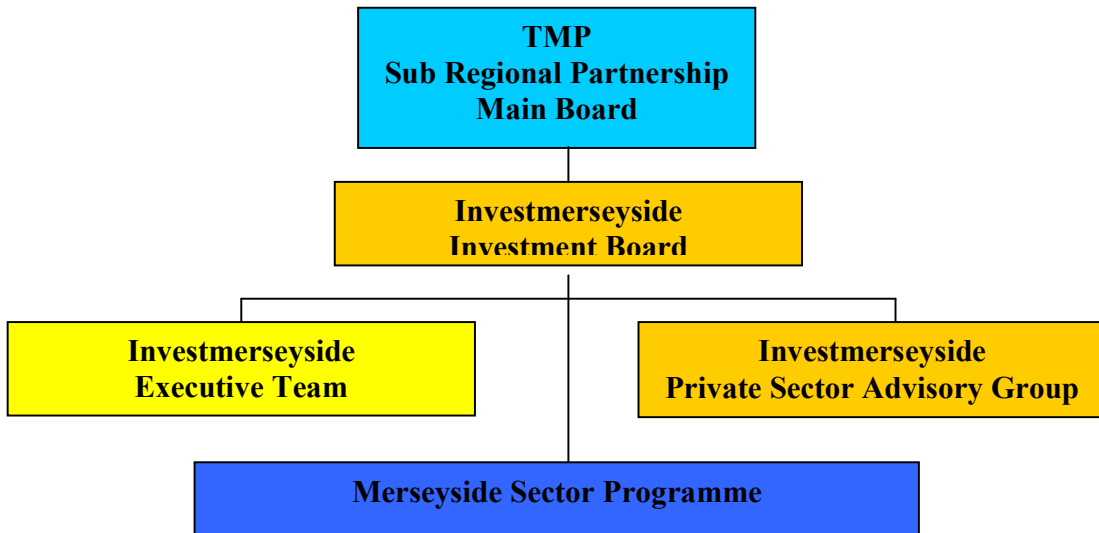 TMP
Sub Regional Partnership
Main Board
Investmerseyside
Investment Board
Investmerseyside
Executive Team
Investmerseyside
Private Sector Advisory Group
Merseyside Sector Programme